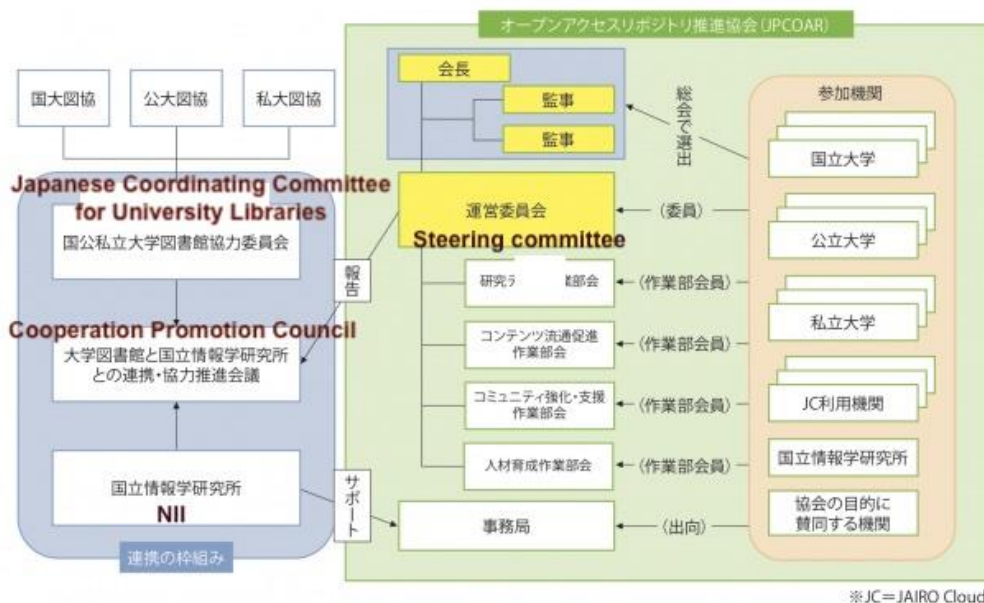 オープンアクセスリポジトリ推進協会(JPCOAR)
国大図協
公大図協
私大図協
Japanese Coordinating Committee
for University Libraries
国公私立大学図書館協力委員会
Cooperation Promotion Council
大学図書館と国立情報学研究所
との連携・協力推進会議
国立情報学研究所
NII
連携の枠組み
報告
サポート
会長
監事
監事
運営委員会
Steering committee
研究
部会
コンテンツ流通促進
作業部会
コミュニティ強化・支援
作業部会
人材育成作業部会
事務局
総会で選出
(委員)
(作業部会員)
(作業部会員)
(作業部会員)
(作業部会員)
(出向)
参加機関
国立大学
公立大学
私立大学
JC利用機関
国立情報学研究所
協会の目的に
賛同する機関
※JC=JAIRO Cloud